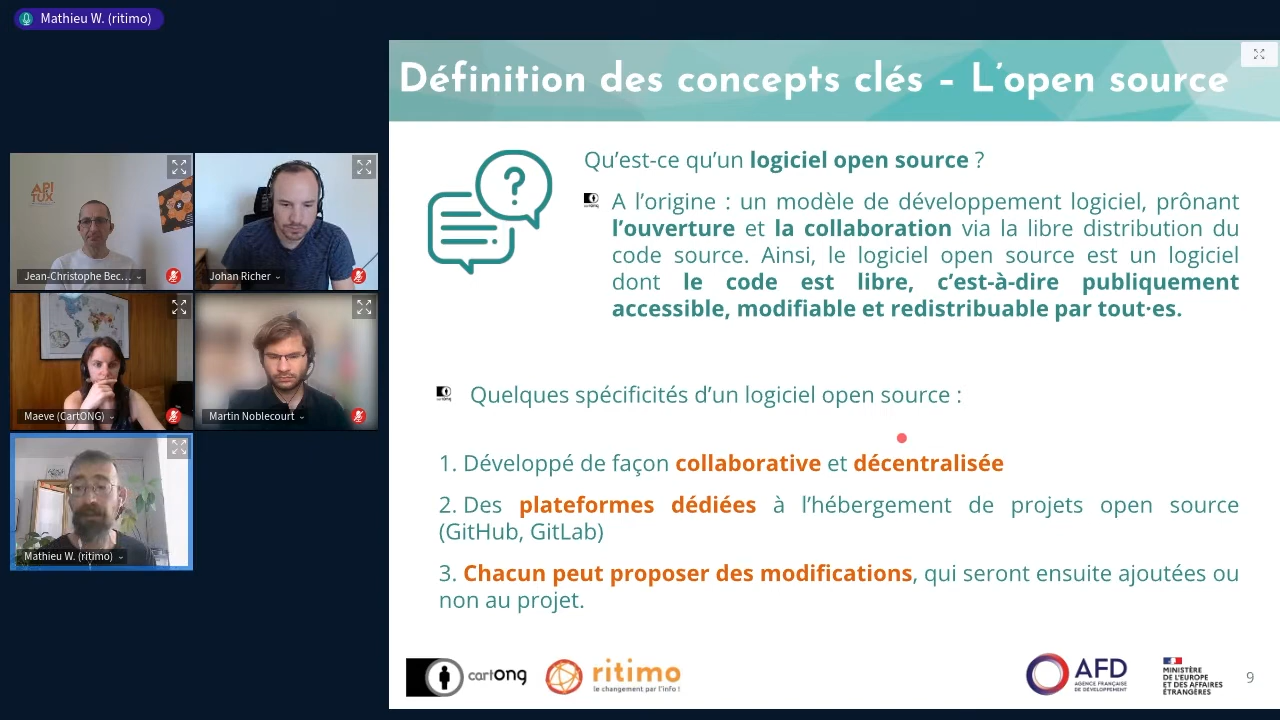 Mathieu W. (ritimo)
Définition des concepts clés – L'open source
Qu'est-ce qu'un logiciel open source ?
A l'origine : un modèle de développement logiciel, prônant
l'ouverture et la collaboration via la libre distribution du
code source. Ainsi, le logiciel open source est un logiciel
dont le code est libre, c'est-à-dire publiquement
accessible, modifiable et redistribuable par tout·es.
Quelques spécificités d'un logiciel open source :
1. Développé de façon collaborative et décentralisée
2. Des plateformes dédiées à l'hébergement de projets open source
(GitHub, GitLab)
3. Chacun peut proposer des modifications, qui seront ensuite ajoutées ou
non au projet.
APITUX
Jean-Christophe Bec...
Johan Richer
Maeve (CartONG)
Martin Noblecourt
Mathieu W. (ritimo)
cartONG
ritimo
le changement par l'info !
AFD
AGENCE FRANÇAISE
DE DÉVELOPPEMENT
MINISTÈRE
DE L'EUROPE
ET DES AFFAIRES
ÉTRANGÈRES
9